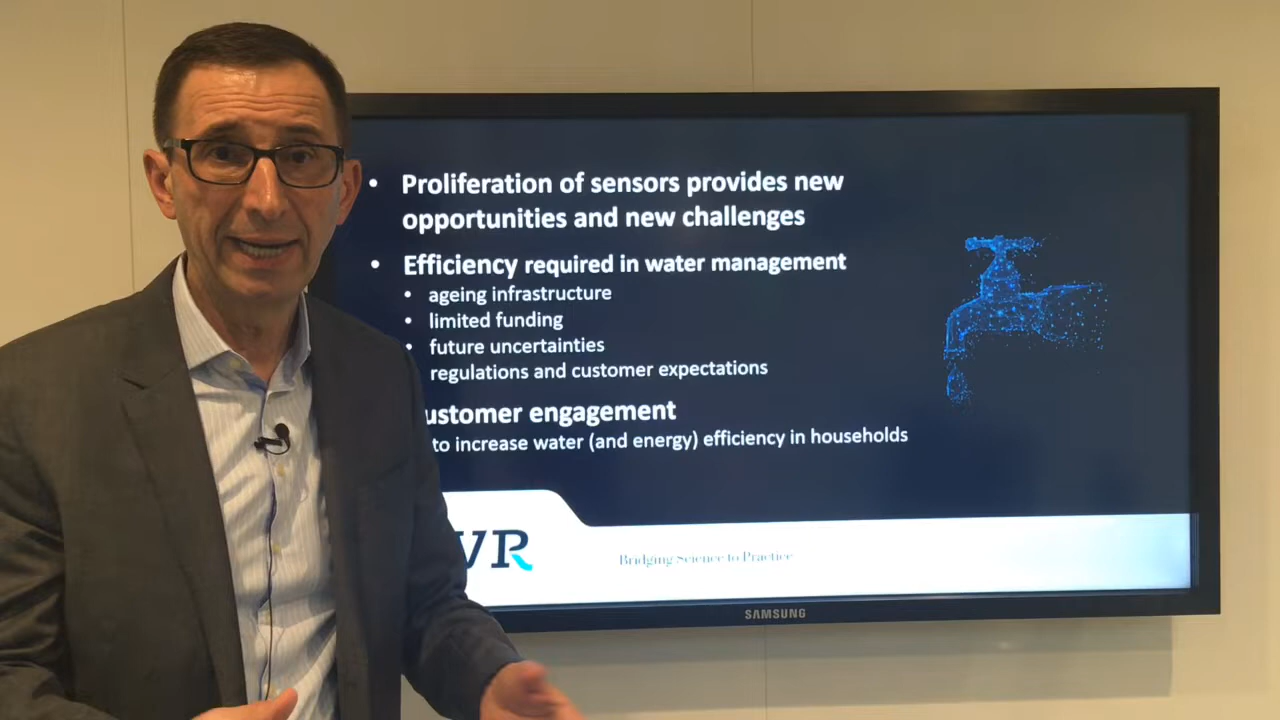 • Proliferation of sensors provides new
opportunities and new challenges
• Efficiency required in water management
• ageing infrastructure
• limited funding
• future uncertainties
regulations and customer expectations
ustomer engagement
to increase water (and energy) efficiency in households
WR
Bridging Science to Practice
SAMSUNG